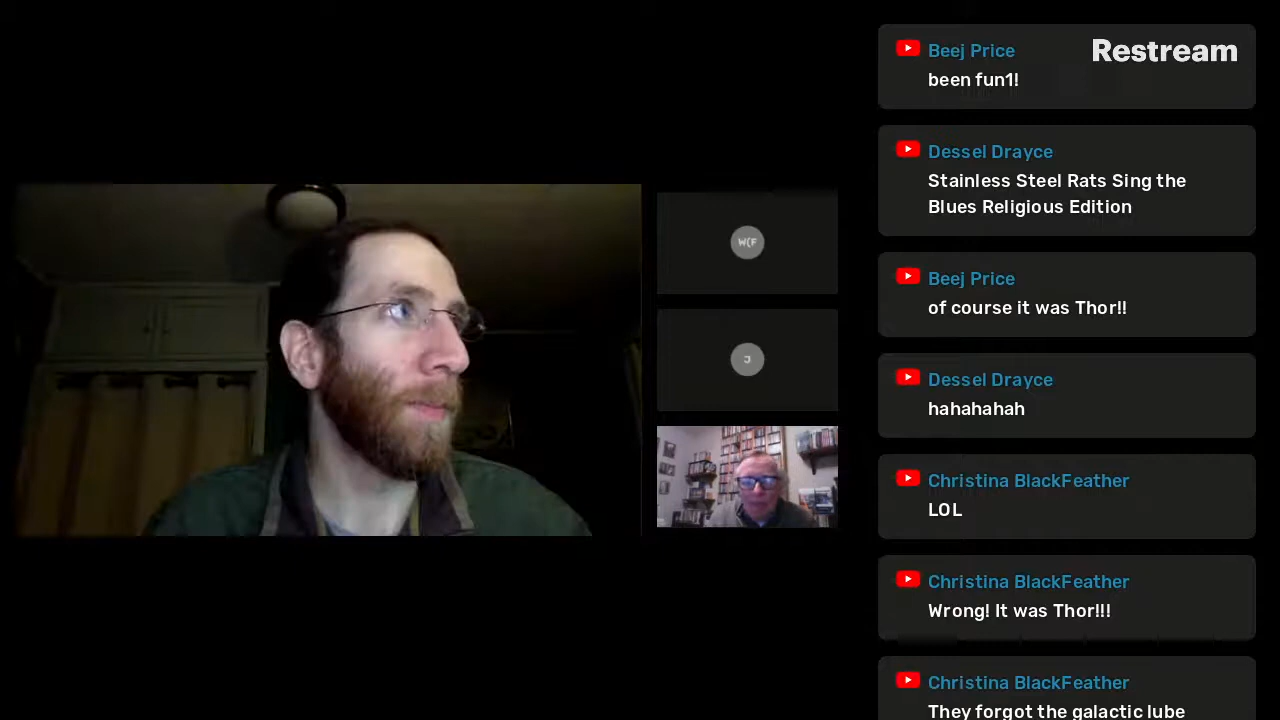 Restream
Beej Price
been fun1!
Dessel Drayce
Stainless Steel Rats Sing the
Blues Religious Edition
Beej Price
of course it was Thor!!
Dessel Drayce
hahahahah
Christina BlackFeather
LOL
Christina BlackFeather
Wrong! It was Thor!!!
Christina BlackFeather
They forgot the galactic lube
W(F
J